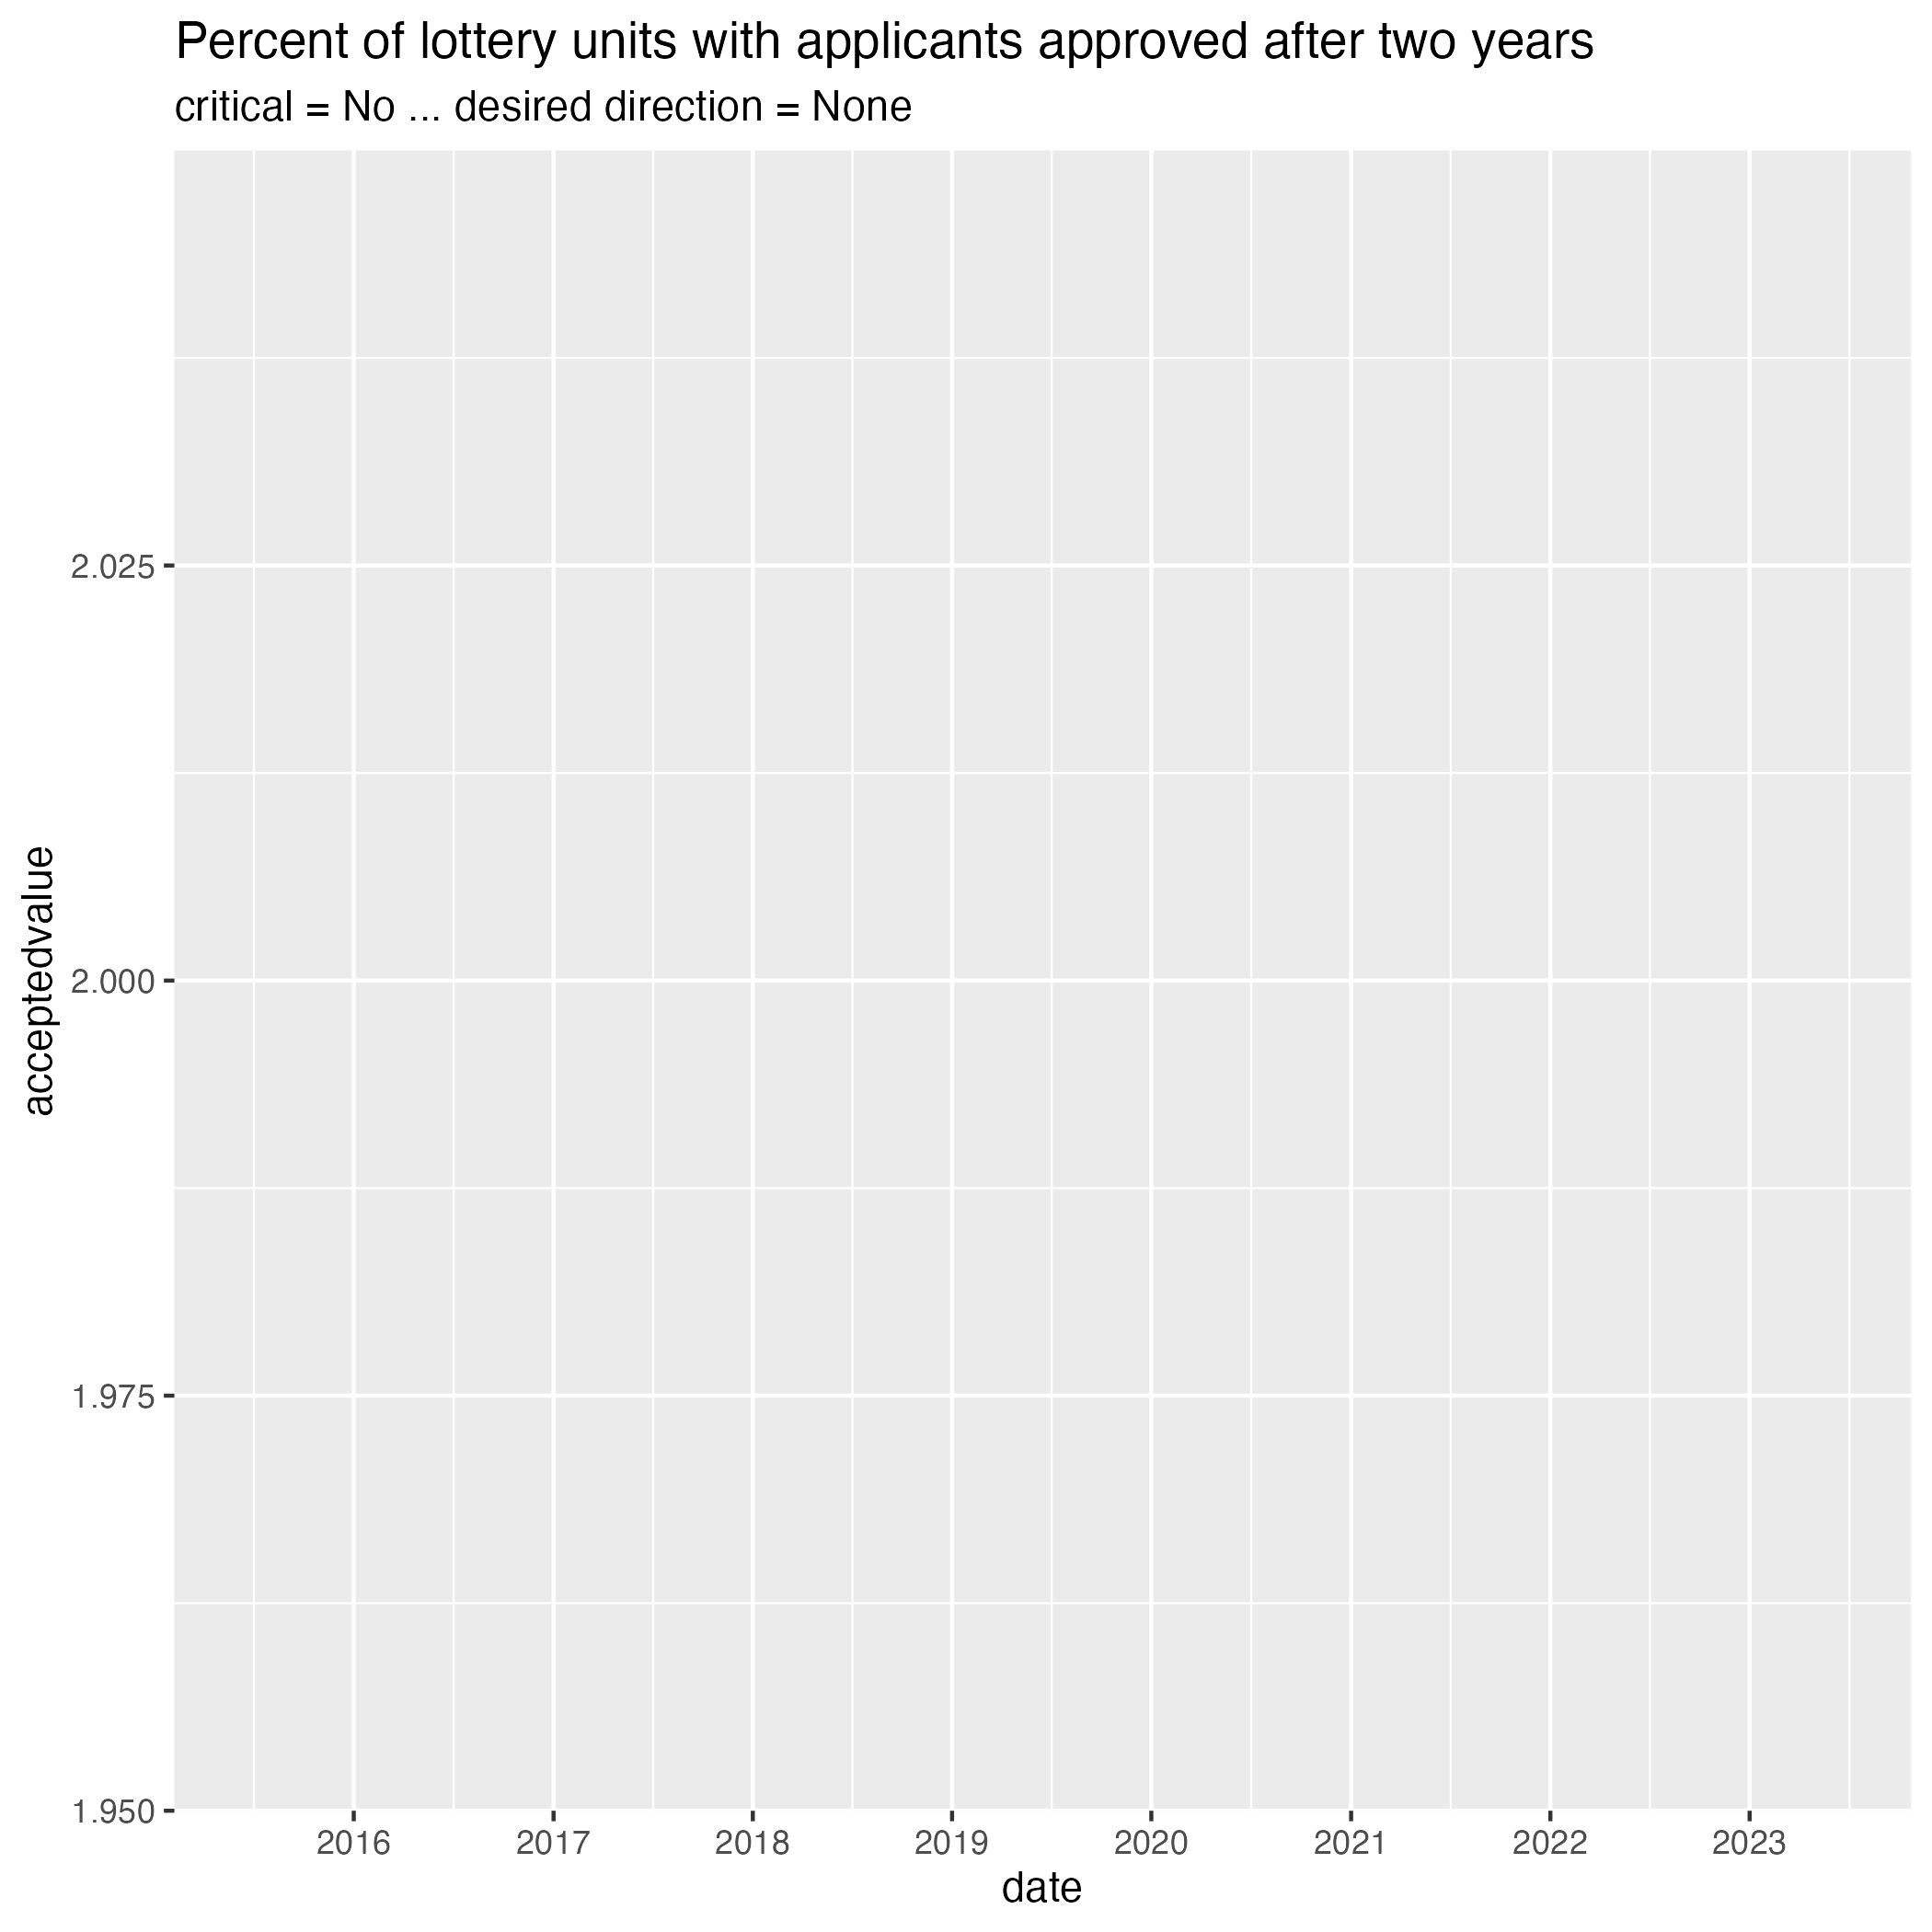 Percent of lottery units with applicants approved after two years
critical = No ... desired direction = None
acceptedvalue
2.025
2.000
1.975
1.950
2016 2017 2018 2019 2020 2021 2022 2023
date